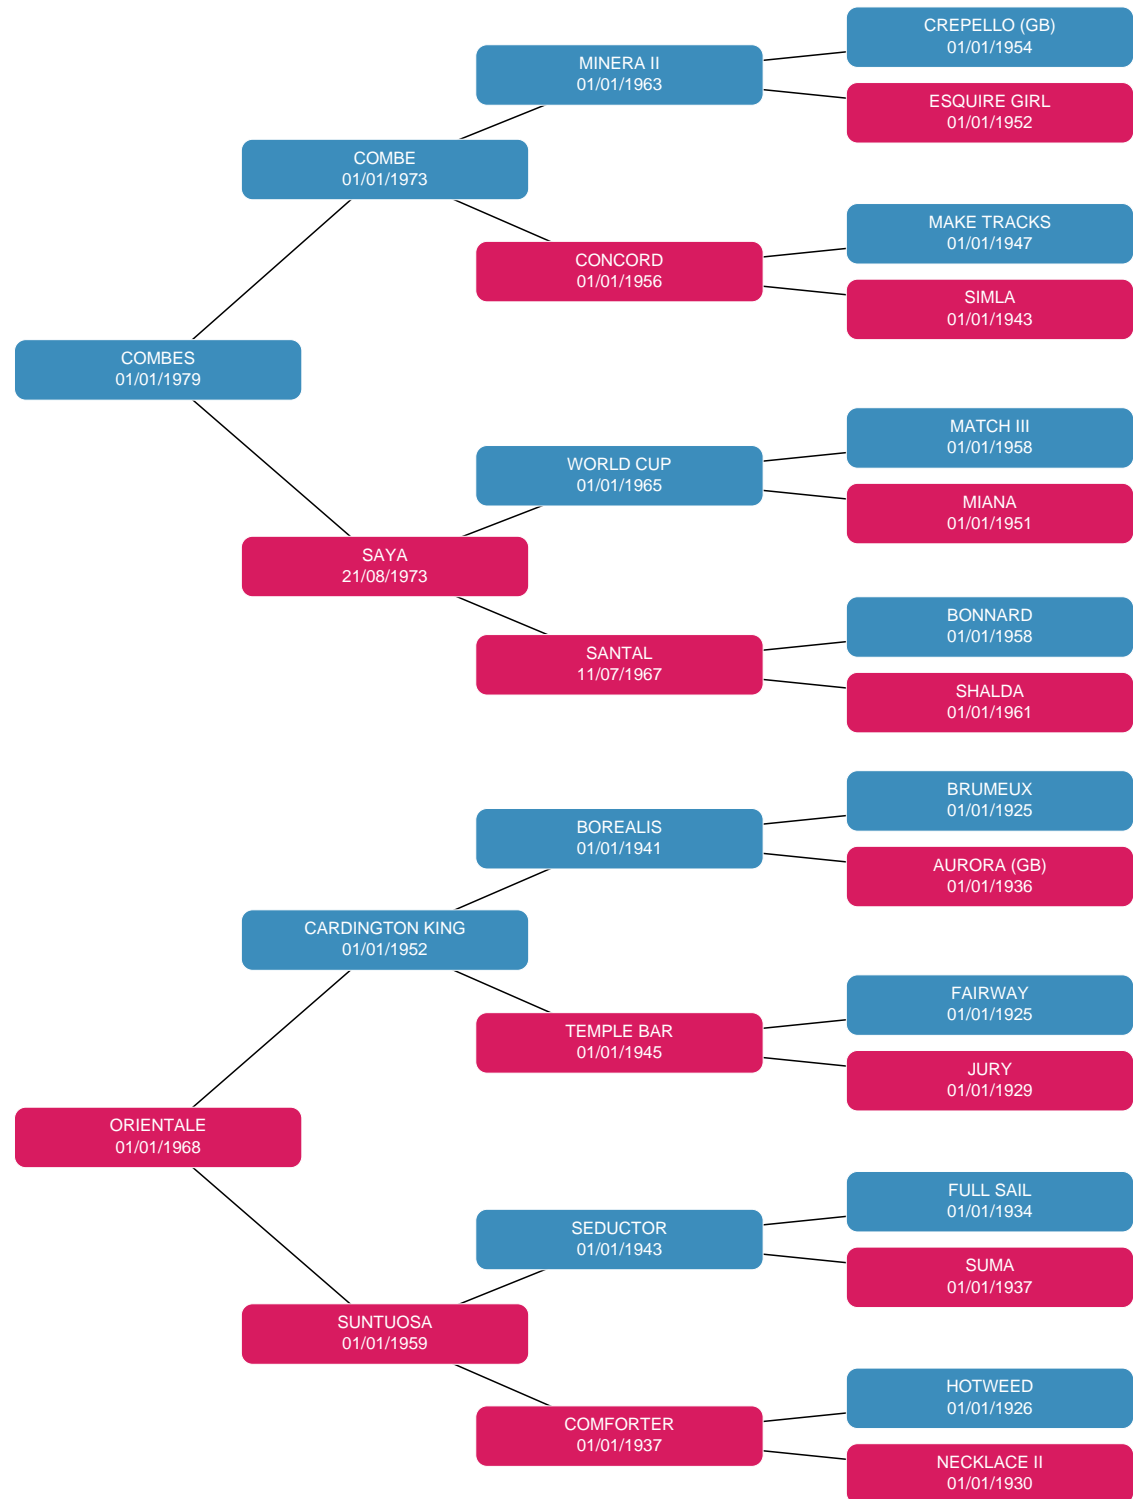 CREPELLO (GB)
01/01/1954
MINERA II
01/01/1963
ESQUIRE GIRL
01/01/1952
COMBE
01/01/1973
MAKE TRACKS
01/01/1947
CONCORD
01/01/1956
SIMLA
01/01/1943
COMBES
01/01/1979
MATCH III
01/01/1958
WORLD CUP
01/01/1965
MIANA
01/01/1951
SAYA
21/08/1973
BONNARD
01/01/1958
SANTAL
11/07/1967
SHALDA
01/01/1961
BRUMEUX
01/01/1925
BOREALIS
01/01/1941
AURORA (GB)
01/01/1936
CARDINGTON KING
01/01/1952
FAIRWAY
01/01/1925
TEMPLE BAR
01/01/1945
JURY
01/01/1929
ORIENTALE
01/01/1968
FULL SAIL
01/01/1934
SEDUCTOR
01/01/1943
SUMA
01/01/1937
SUNTUOSA
01/01/1959
HOTWEED
01/01/1926
COMFORTER
01/01/1937
NECKLACE II
01/01/1930